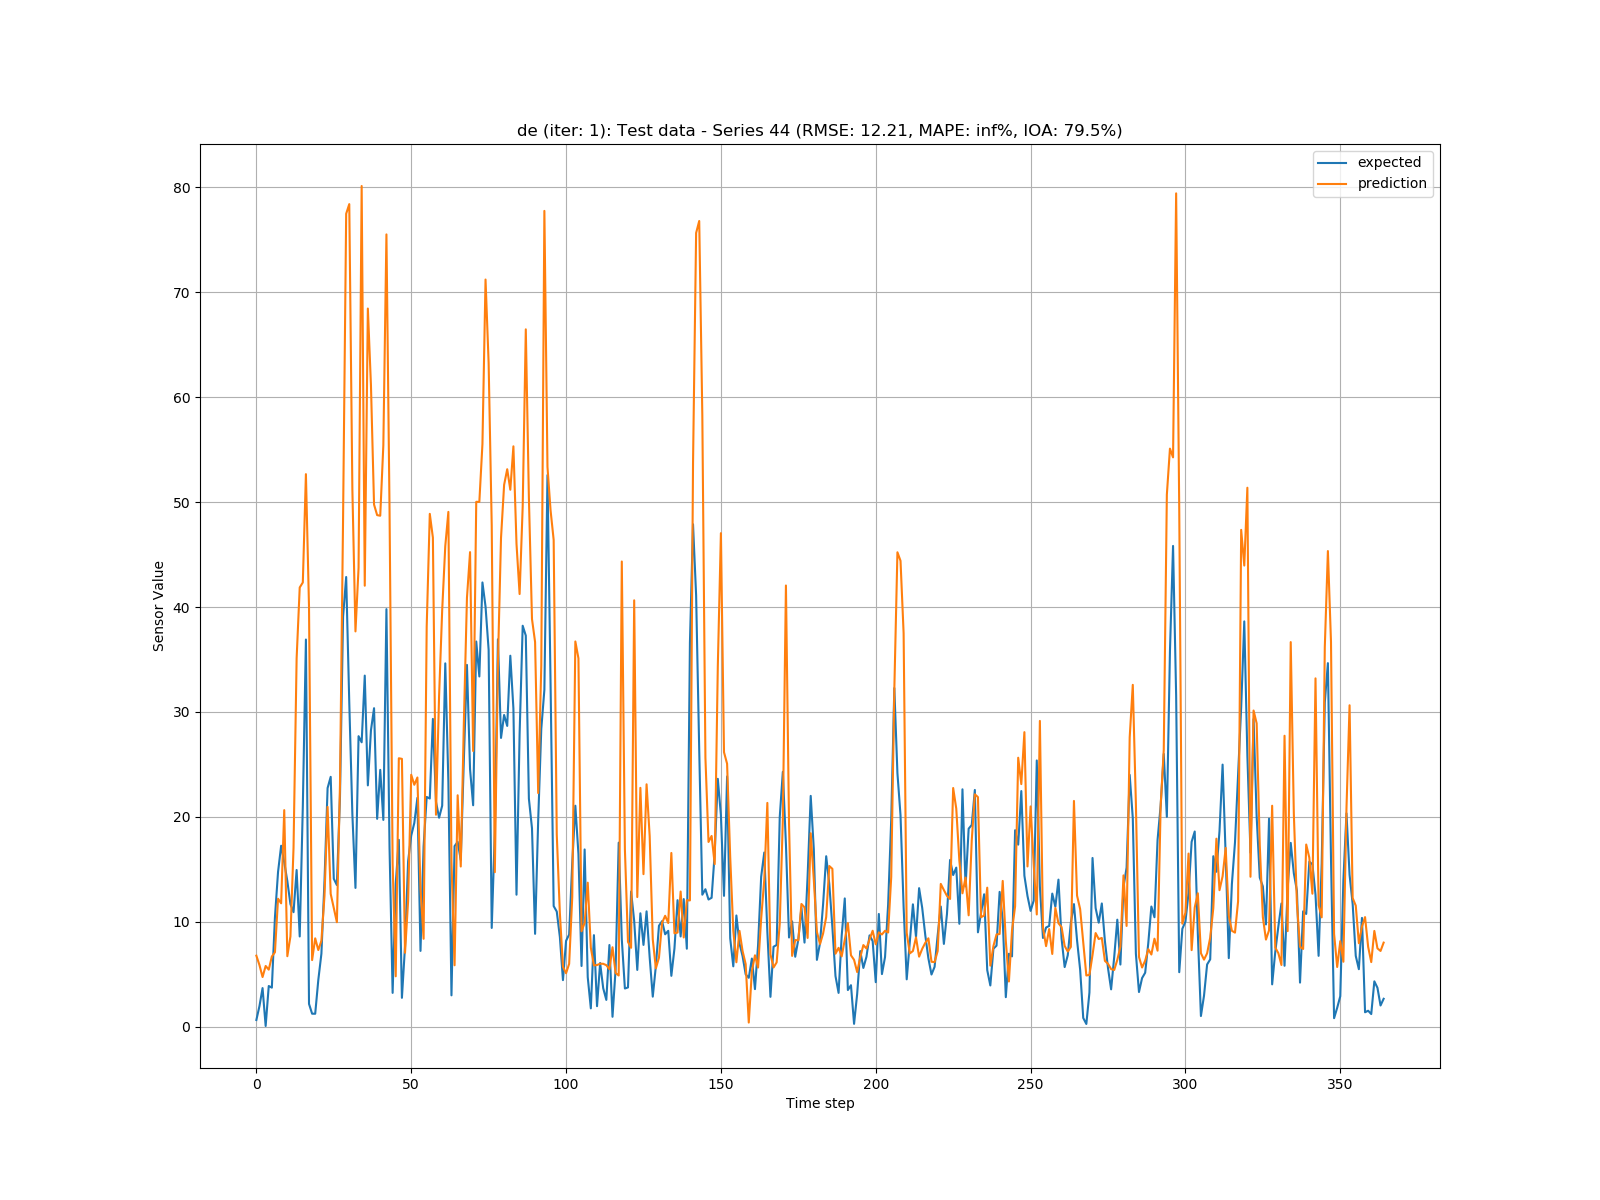 de (iter: 1): Test data - Series 44 (RMSE: 12.21, MAPE: inf%, IOA: 79.5%)
expected
prediction
80
70
60
50
40
30
20
10
0
Sensor Value
0 50 100 150 200 250 300 350
Time step